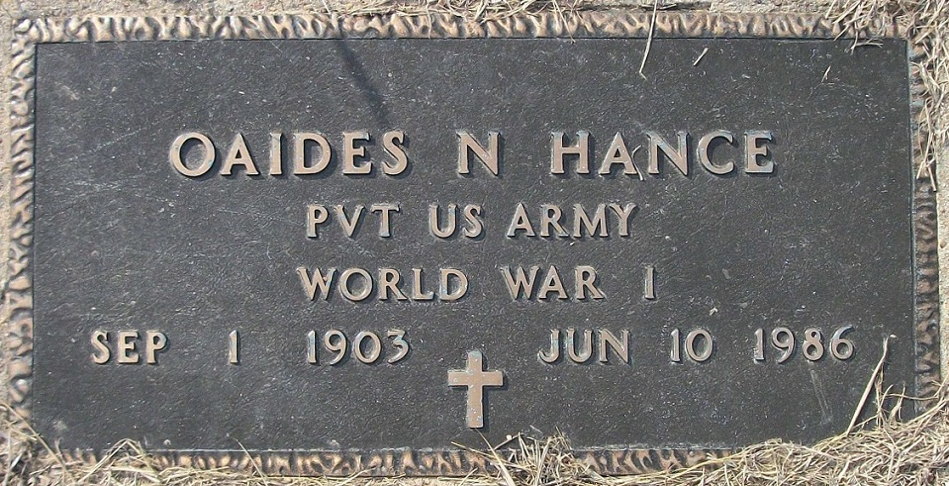 OAIDES N HANCE
PVT US ARMY
WORLD WAR I
SEP 1 1903 JUN 10 1986